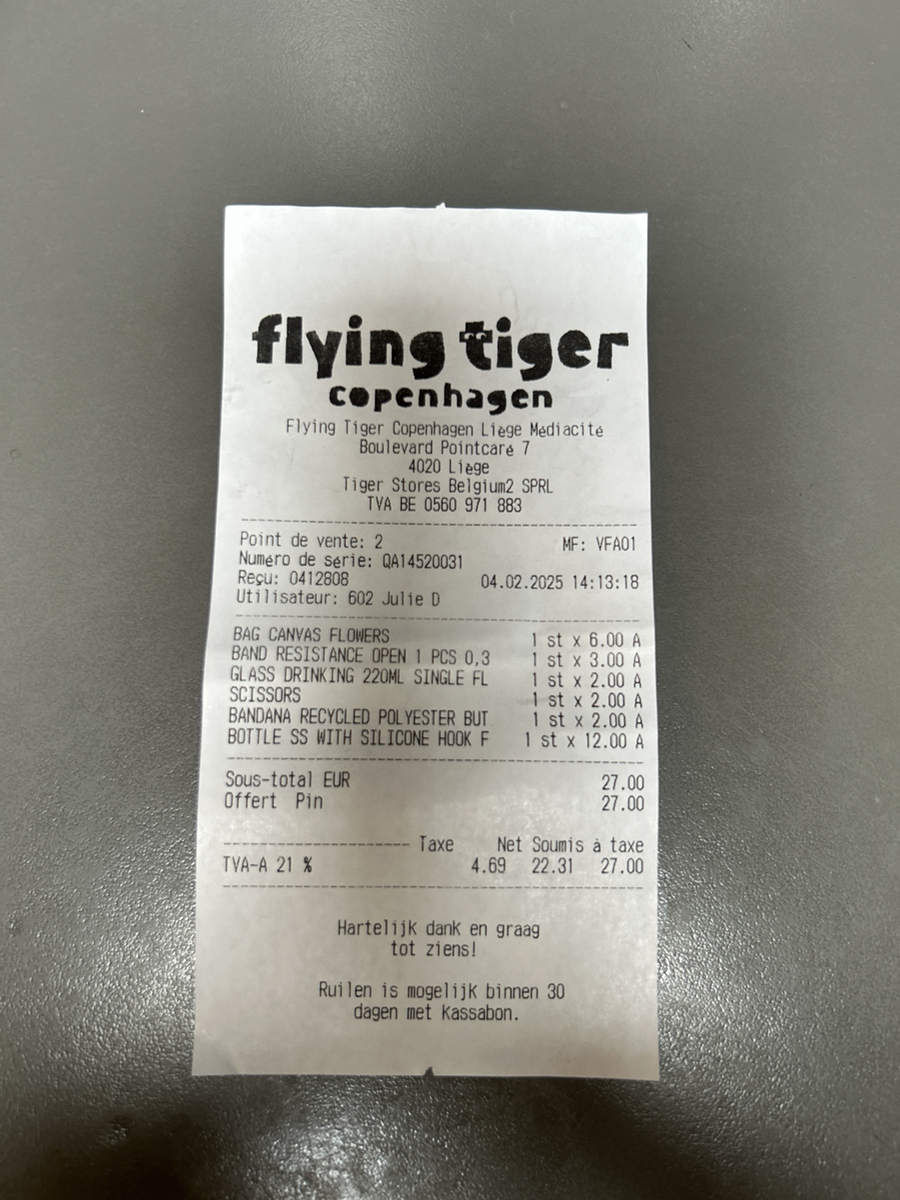 flying tiger
copenhagen
Flying Tiger Copenhagen Liège Médiacité
Boulevard Pointcaré 7
4020 Liège
Tiger Stores Belgium2 SPRL
TVA BE 0560 971 883
Point de vente: 2 MF: VFA01
Numéro de série: QA14520031
Reçu: 0412808 04.02.2025 14:13:18
Utilisateur: 602 Julie D
BAG CANVAS FLOWERS 1 st x 6.00 A
BAND RESISTANCE OPEN 1 PCS 0,3 1 st x 3.00 A
GLASS DRINKING 220ML SINGLE FL 1 st x 2.00 A
SCISSORS 1 st x 2.00 A
BANDANA RECYCLED POLYESTER BUT 1 st x 2.00 A
BOTTLE SS WITH SILICONE HOOK F 1 st x 12.00 A
Sous-total EUR 27.00
Offert Pin 27.00
Taxe Net Soumis à taxe
TVA-A 21 % 4.69 22.31 27.00
Hartelijk dank en graag
tot ziens!
Ruilen is mogelijk binnen 30
dagen met kassabon.